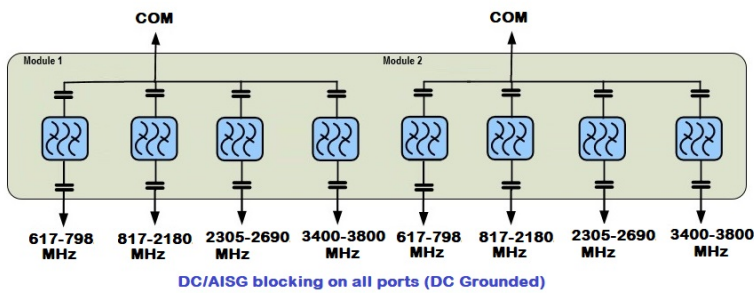 COM
COM
Module 1
Module 2
617-798 MHz
817-2180 MHz
2305-2690 MHz
3400-3800 MHz
617-798 MHz
817-2180 MHz
2305-2690 MHz
3400-3800 MHz
DC/AISG blocking on all ports (DC Grounded)